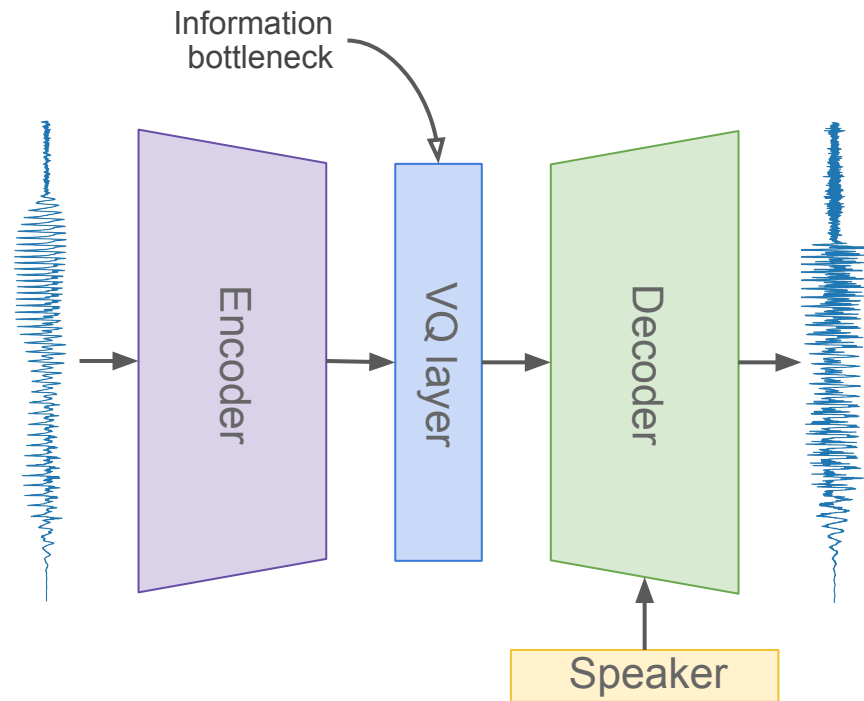 Information
bottleneck
Encoder
VQ layer
Decoder
Speaker